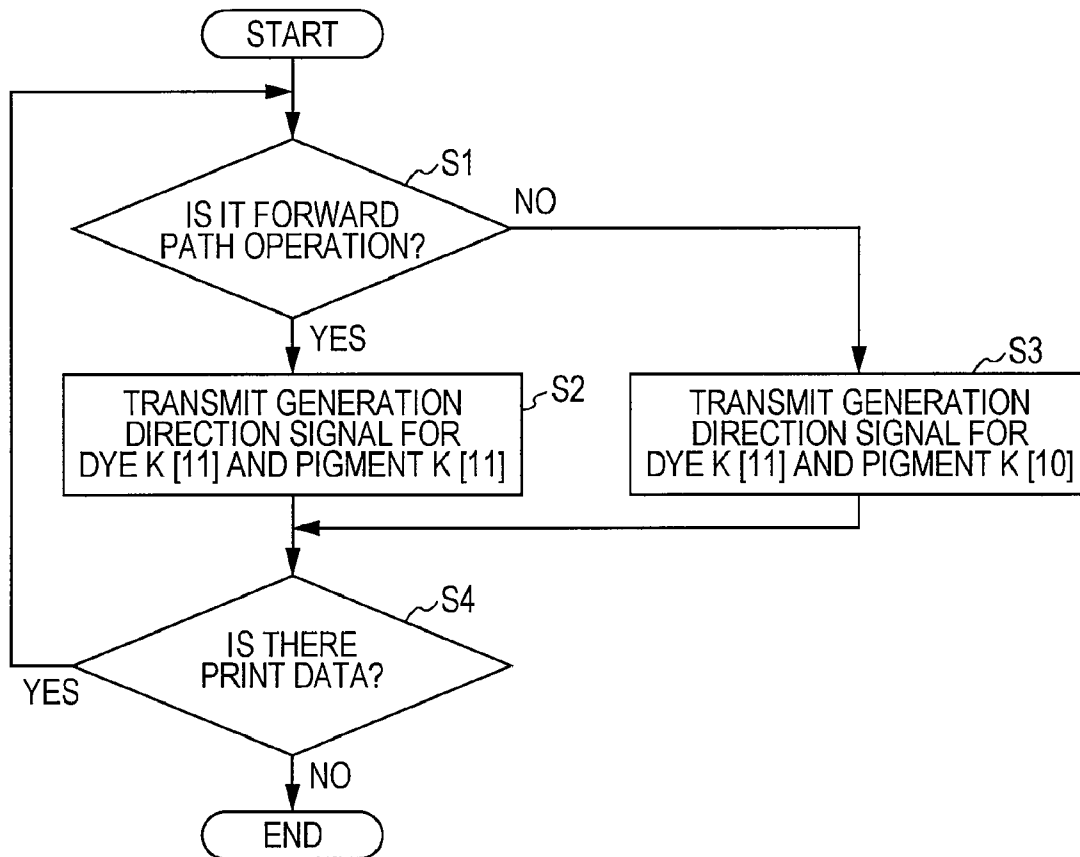 START
S1
IS IT FORWARD
PATH OPERATION?
NO
YES
S2
TRANSMIT GENERATION
DIRECTION SIGNAL FOR
DYE K [11] AND PIGMENT K [11]
S3
TRANSMIT GENERATION
DIRECTION SIGNAL FOR
DYE K [11] AND PIGMENT K [10]
S4
IS THERE
PRINT DATA?
YES
NO
END